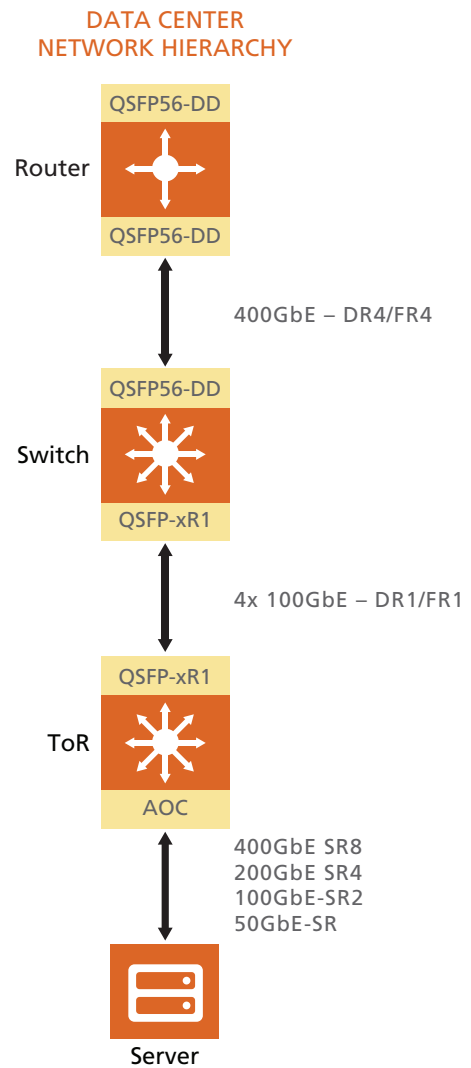 DATA CENTER
NETWORK HIERARCHY
QSFP56-DD
Router
QSFP56-DD
400GbE – DR4/FR4
QSFP56-DD
Switch
QSFP-xR1
4x 100GbE – DR1/FR1
QSFP-xR1
ToR
AOC
400GbE SR8
200GbE SR4
100GbE-SR2
50GbE-SR
Server